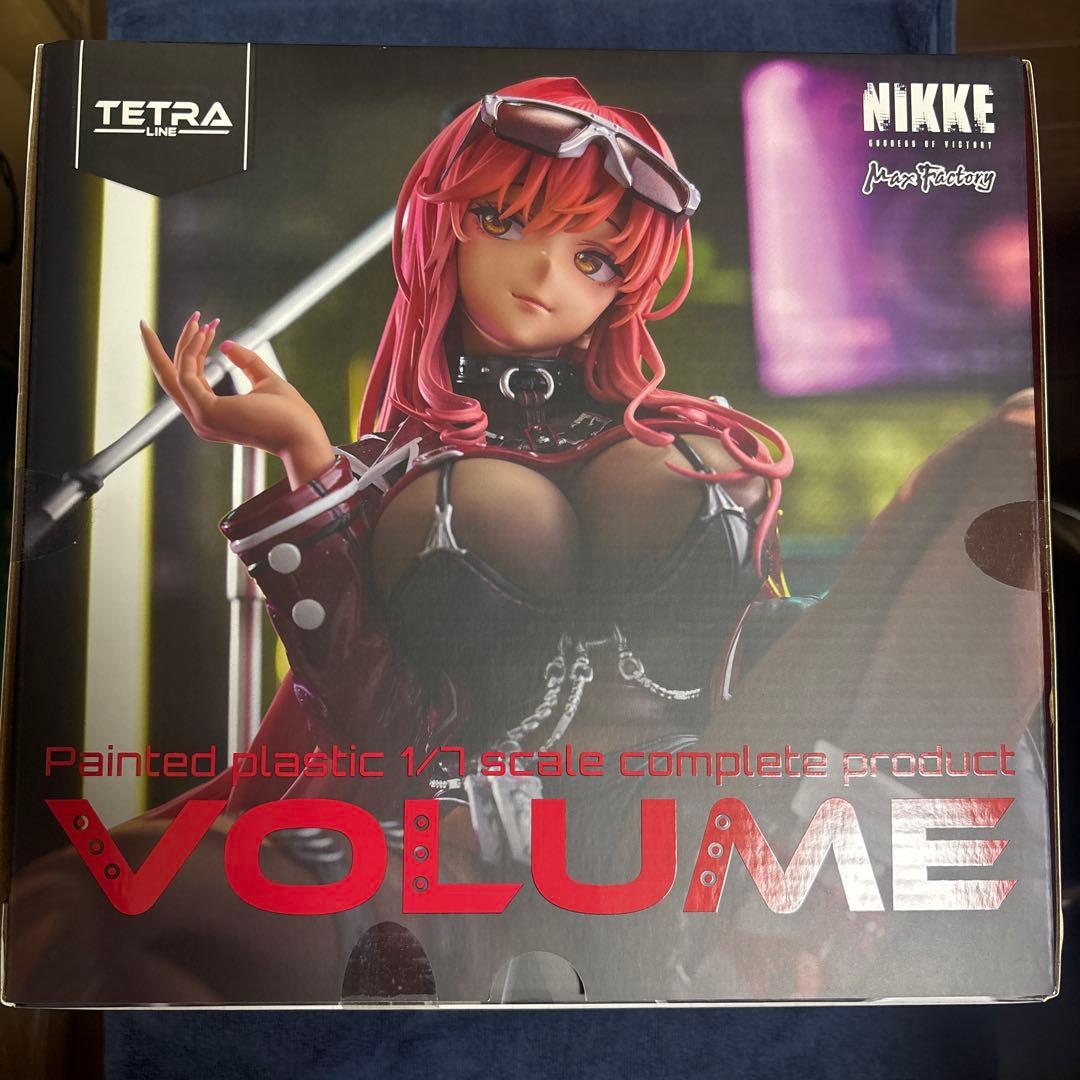 TETRA
LINE
NIKKE
GODDESS OF VICTORY
Max Factory
Painted plastic 1/7 scale complete product
VOLUME